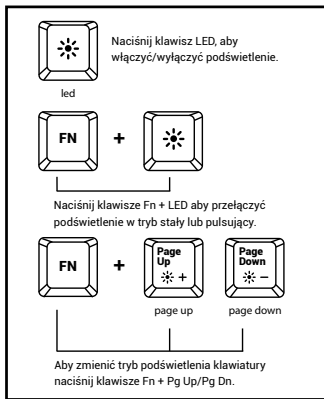 Naciśnij klawisz LED, aby
włączyć/wyłączyć podświetlenie.
led
FN + 
Naciśnij klawisze Fn + LED aby przełączyć
podświetlenie w tryb stały lub pulsujący.
FN + Page Up + Page Down −
page up page down
Aby zmienić tryb podświetlenia klawiatury
naciśnij klawisze Fn + Pg Up/Pg Dn.